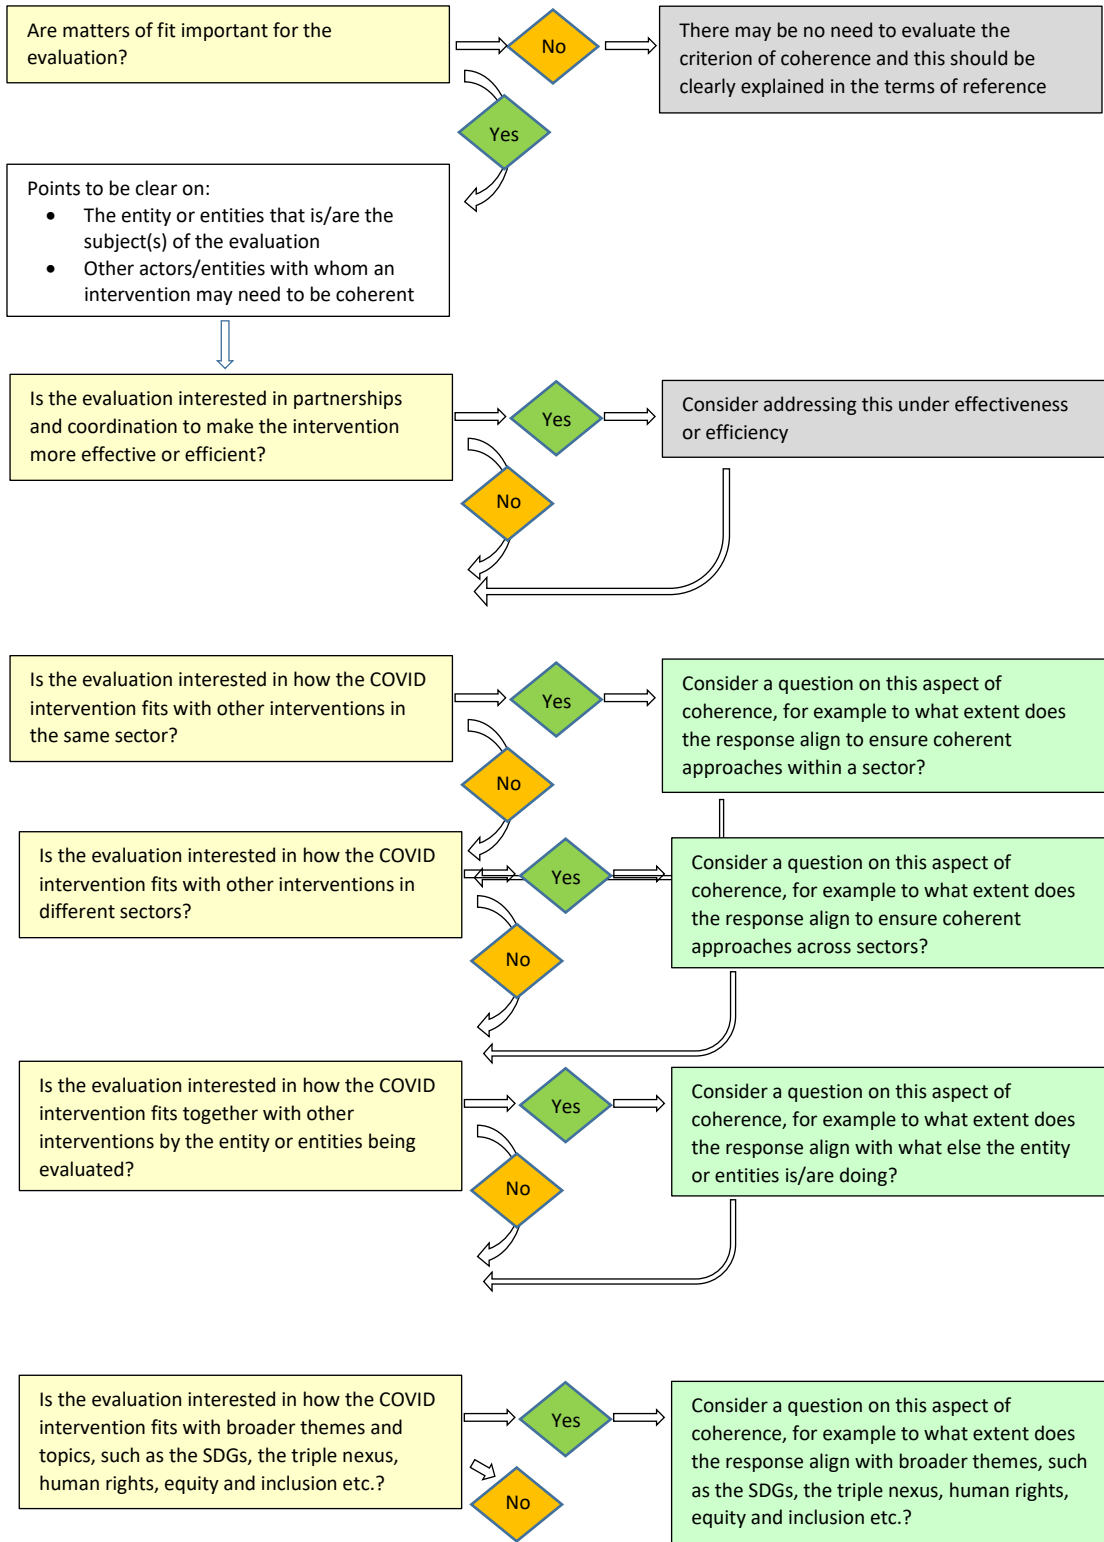 Are matters of fit important for the
evaluation?
No
There may be no need to evaluate the
criterion of coherence and this should be
clearly explained in the terms of reference
Yes
Points to be clear on:
• The entity or entities that is/are the
subject(s) of the evaluation
• Other actors/entities with whom an
intervention may need to be coherent
Is the evaluation interested in partnerships
and coordination to make the intervention
more effective or efficient?
Yes
Consider addressing this under effectiveness
or efficiency
No
Is the evaluation interested in how the COVID
intervention fits with other interventions in
the same sector?
Yes
Consider a question on this aspect of
coherence, for example to what extent does
the response align to ensure coherent
approaches within a sector?
No
Is the evaluation interested in how the COVID
intervention fits with other interventions in
different sectors?
Yes
Consider a question on this aspect of
coherence, for example to what extent does
the response align to ensure coherent
approaches across sectors?
No
Is the evaluation interested in how the COVID
intervention fits together with other
interventions by the entity or entities being
evaluated?
Yes
Consider a question on this aspect of
coherence, for example to what extent does
the response align with what else the entity
or entities is/are doing?
No
Is the evaluation interested in how the COVID
intervention fits with broader themes and
topics, such as the SDGs, the triple nexus,
human rights, equity and inclusion etc.?
Yes
Consider a question on this aspect of
coherence, for example to what extent does
the response align with broader themes, such
as the SDGs, the triple nexus, human rights,
equity and inclusion etc.?
No